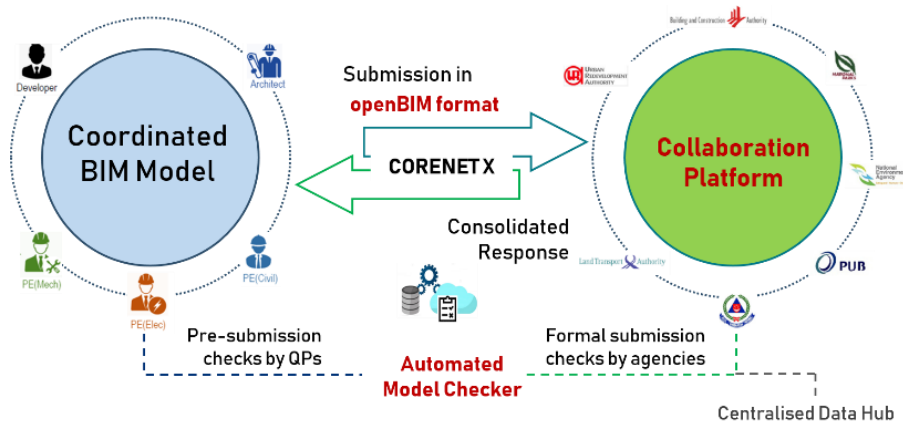 Building and Construction Authority
Developer
Architect
Submission in
openBIM format
URBAN
REDEVELOPMENT
AUTHORITY
NATIONAL
PARKS
Coordinated
BIM Model
CORENET X
Collaboration
Platform
National
Environment
Agency
Consolidated
Response
PE(Mech)
PE(Civil)
Land Transport Authority
PUB
PE(Elec)
Pre-submission
checks by QPs
Automated
Model Checker
Formal submission
checks by agencies
Centralised Data Hub